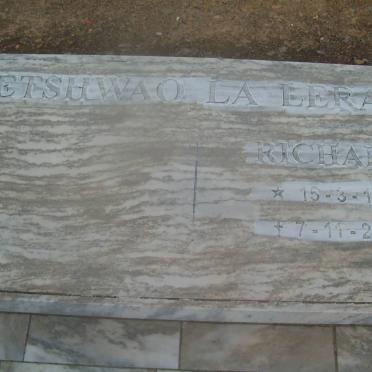 ETSHWAO LA LERA
RICHA
★ 15-3-1
✝ 7-11-2